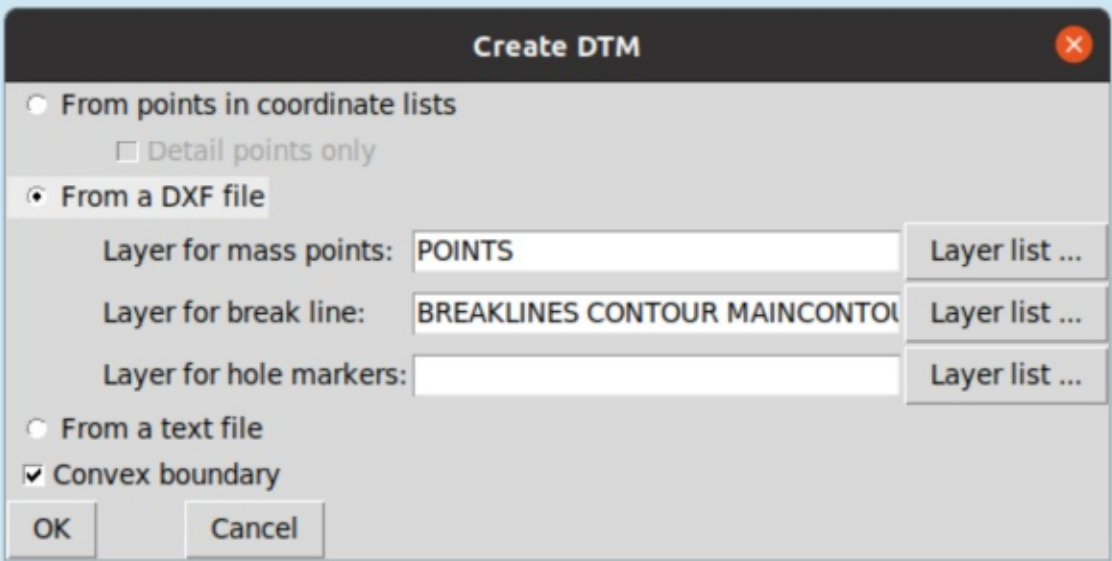 Create DTM
From points in coordinate lists
Detail points only
From a DXF file
Layer for mass points: POINTS Layer list ...
Layer for break line: BREAKLINES CONTOUR MAINCONTOU Layer list ...
Layer for hole markers: Layer list ...
From a text file
Convex boundary
OK Cancel